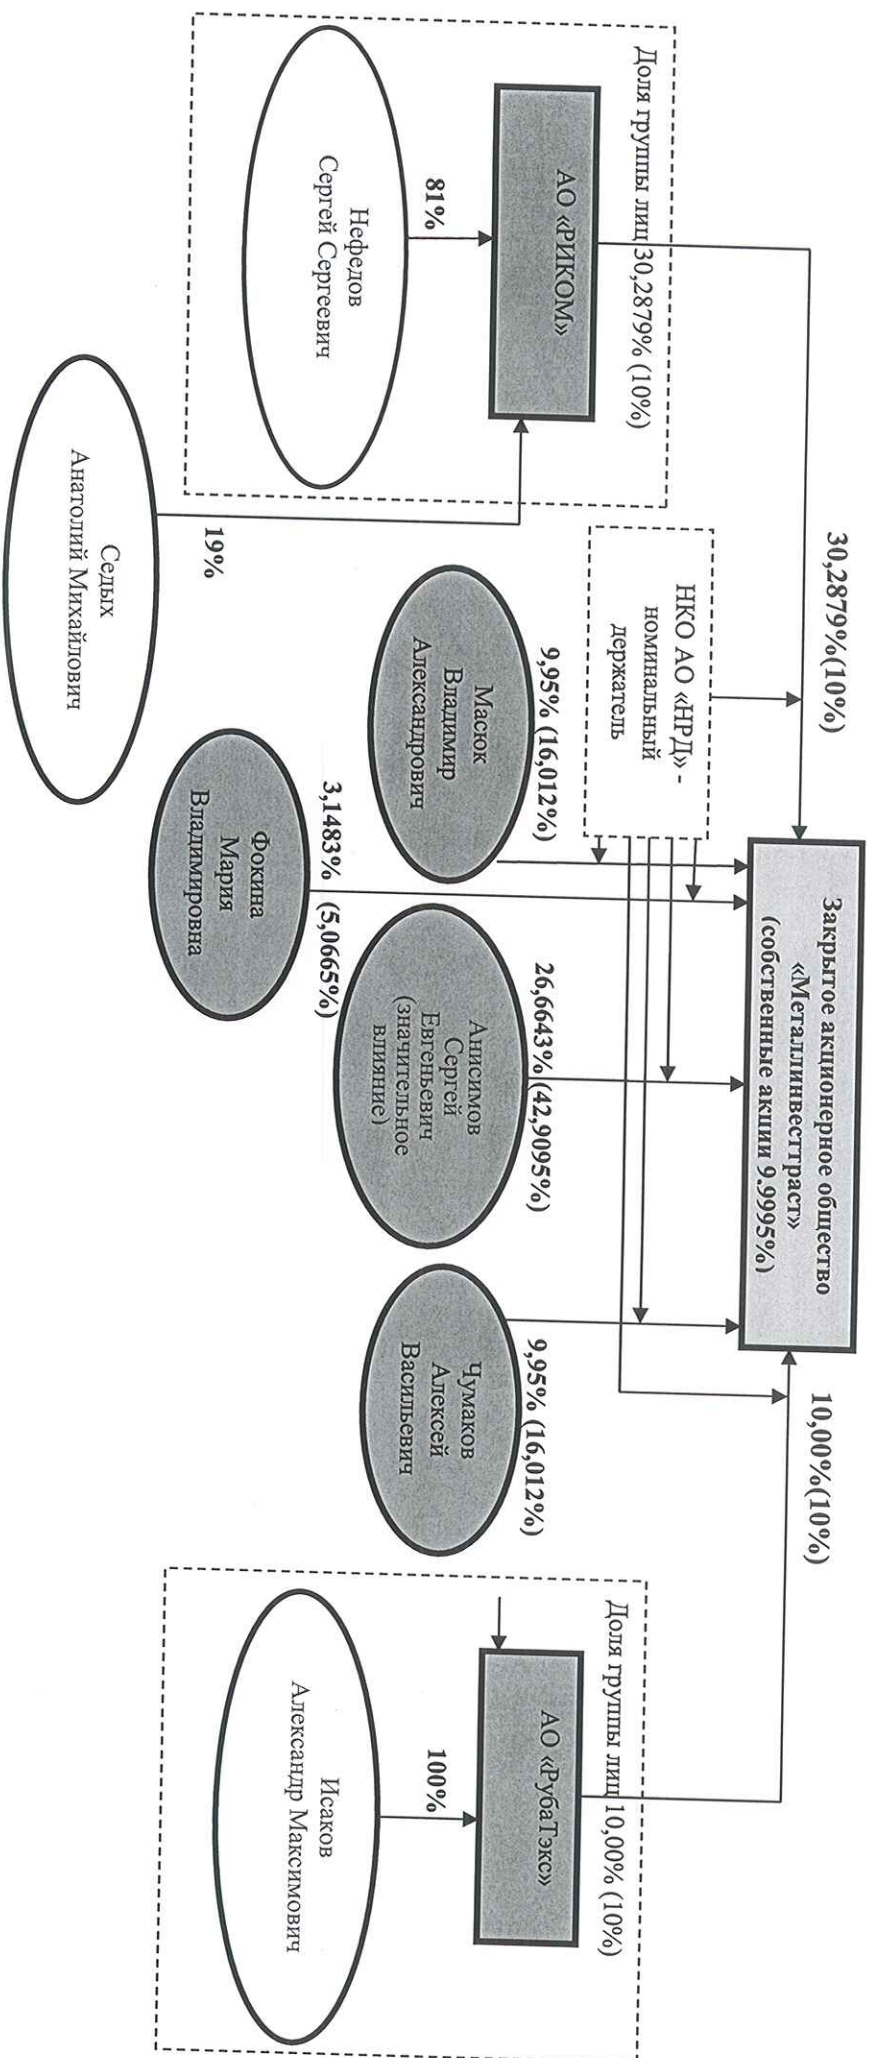 Закрытое акционерное общество
«Металлинвесттраст»
(собственные акции 9.9995%)
30,2879%(10%)
10,00%(10%)
Доля группы лиц 30,2879% (10%)
АО «РИКОМ»
81%
Нефедов
Сергей Сергеевич
19%
Седых
Анатолий Михайлович
НКО АО «НРД» -
номинальный
держатель
9,95% (16,012%)
Масюк
Владимир
Александрович
3,1483% (5,0665%)
Фокина
Мария
Владимировна
26,6643% (42,9095%)
Анисимов
Сергей
Евгеньевич
(значительное
влияние)
9,95% (16,012%)
Чумаков
Алексей
Васильевич
Доля группы лиц 10,00% (10%)
АО «РубаТэкс»
100%
Исаков
Александр Максимович